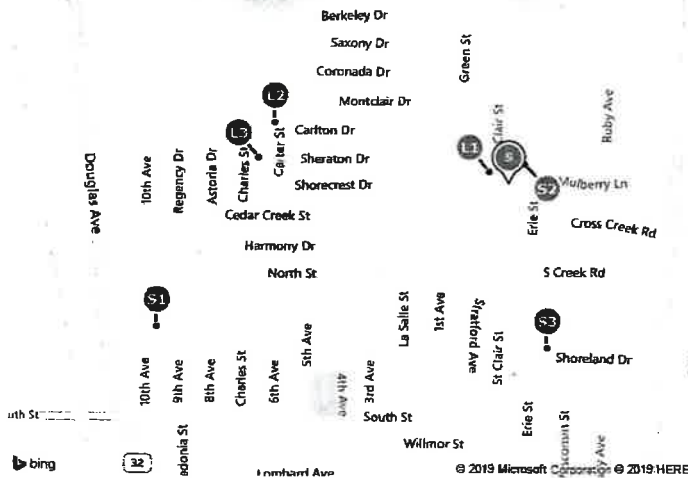 Berkeley Dr
Saxony Dr
Coronada Dr
Green St
L2
Montclair Dr
L3
Carlton Dr
Clair St
Ruby Ave
L1
S
Sheraton Dr
Shorecrest Dr
S2
Mulberry Ln
Douglas Ave
10th Ave
Regency Dr
Astoria Dr
Charles St
Carter St
Cedar Creek St
Erie St
Cross Creek Rd
Harmony Dr
North St
S Creek Rd
S1
La Salle St
1st Ave
Stratford Ave
St Clair St
S3
Shoreland Dr
10th Ave
9th Ave
8th Ave
Charles St
6th Ave
5th Ave
4th Ave
3rd Ave
uth St
South St
Erie St
Willmor St
bing
32
edonia St
Lombard Ave
© 2019 Microsoft Corporation © 2019 HERE